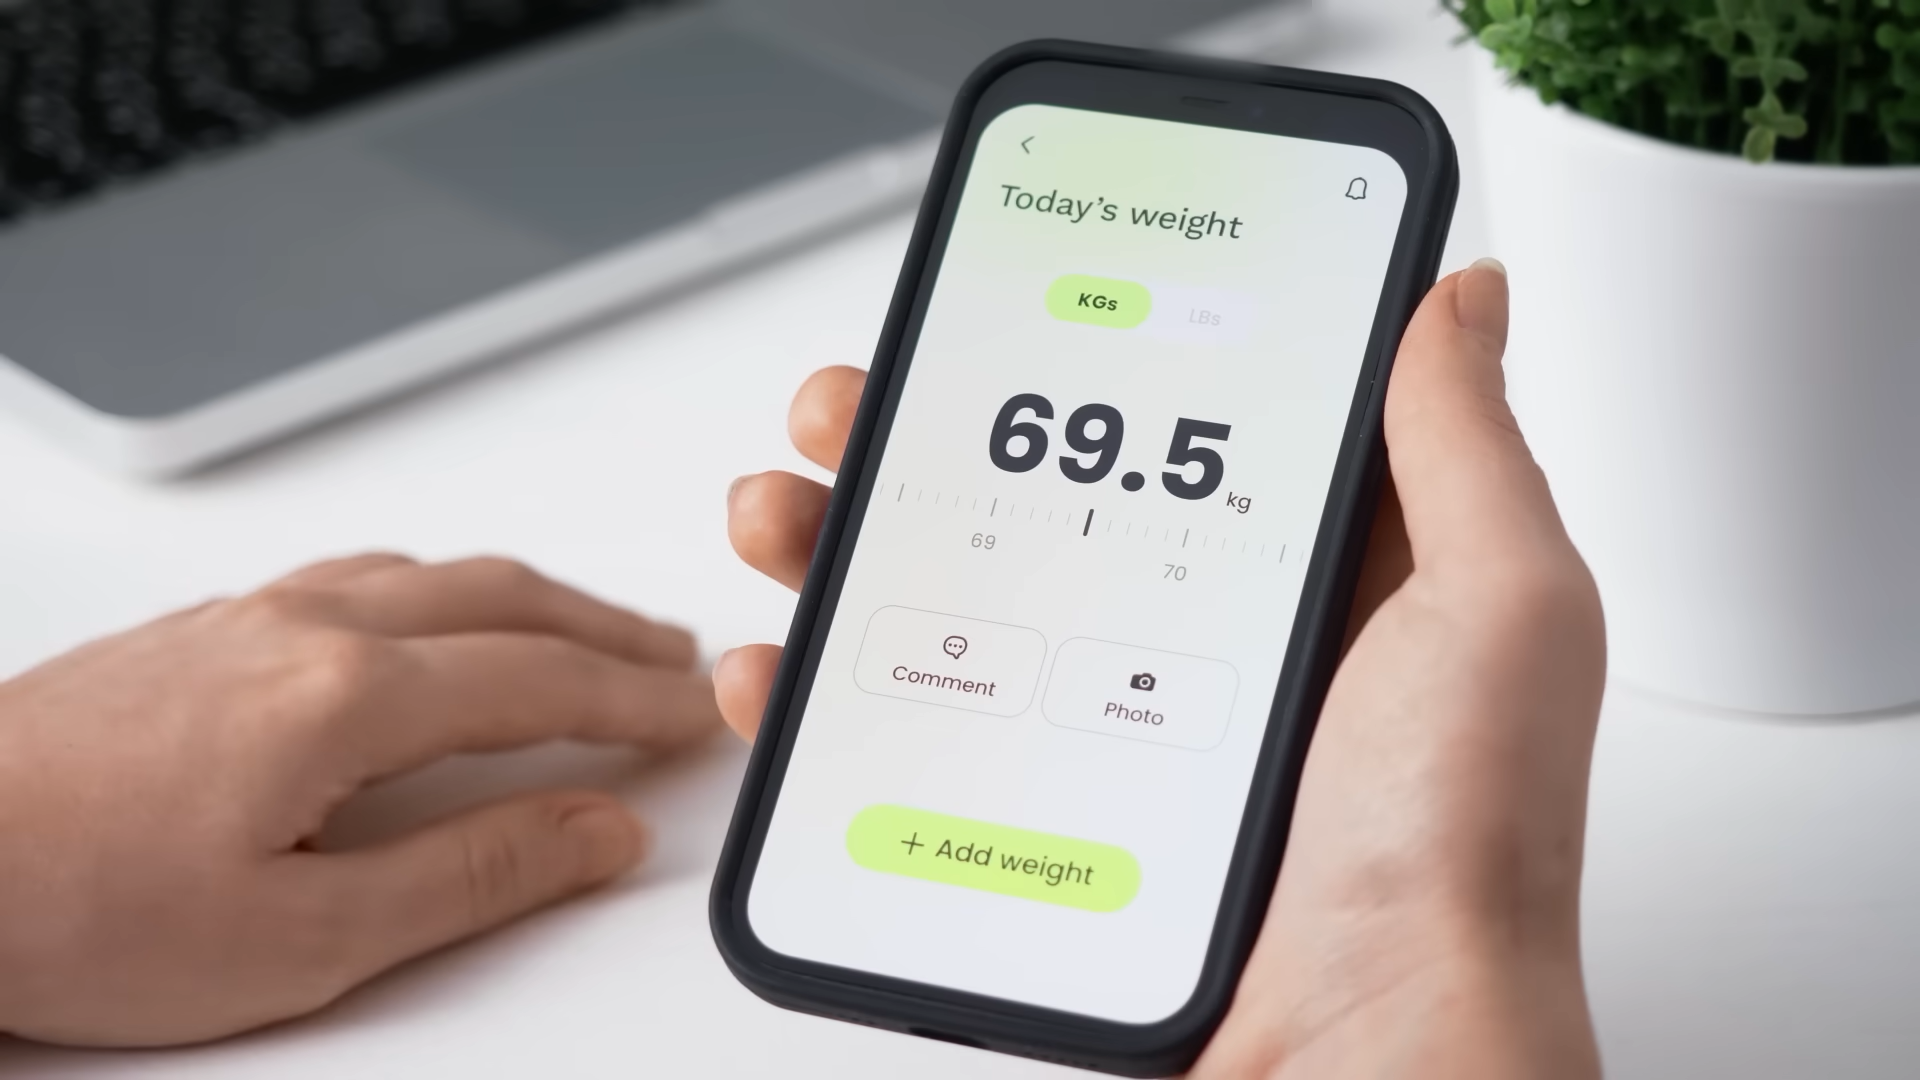 Today’s weight
KGs LBs
69.5 kg
69 70
Comment Photo
+ Add weight